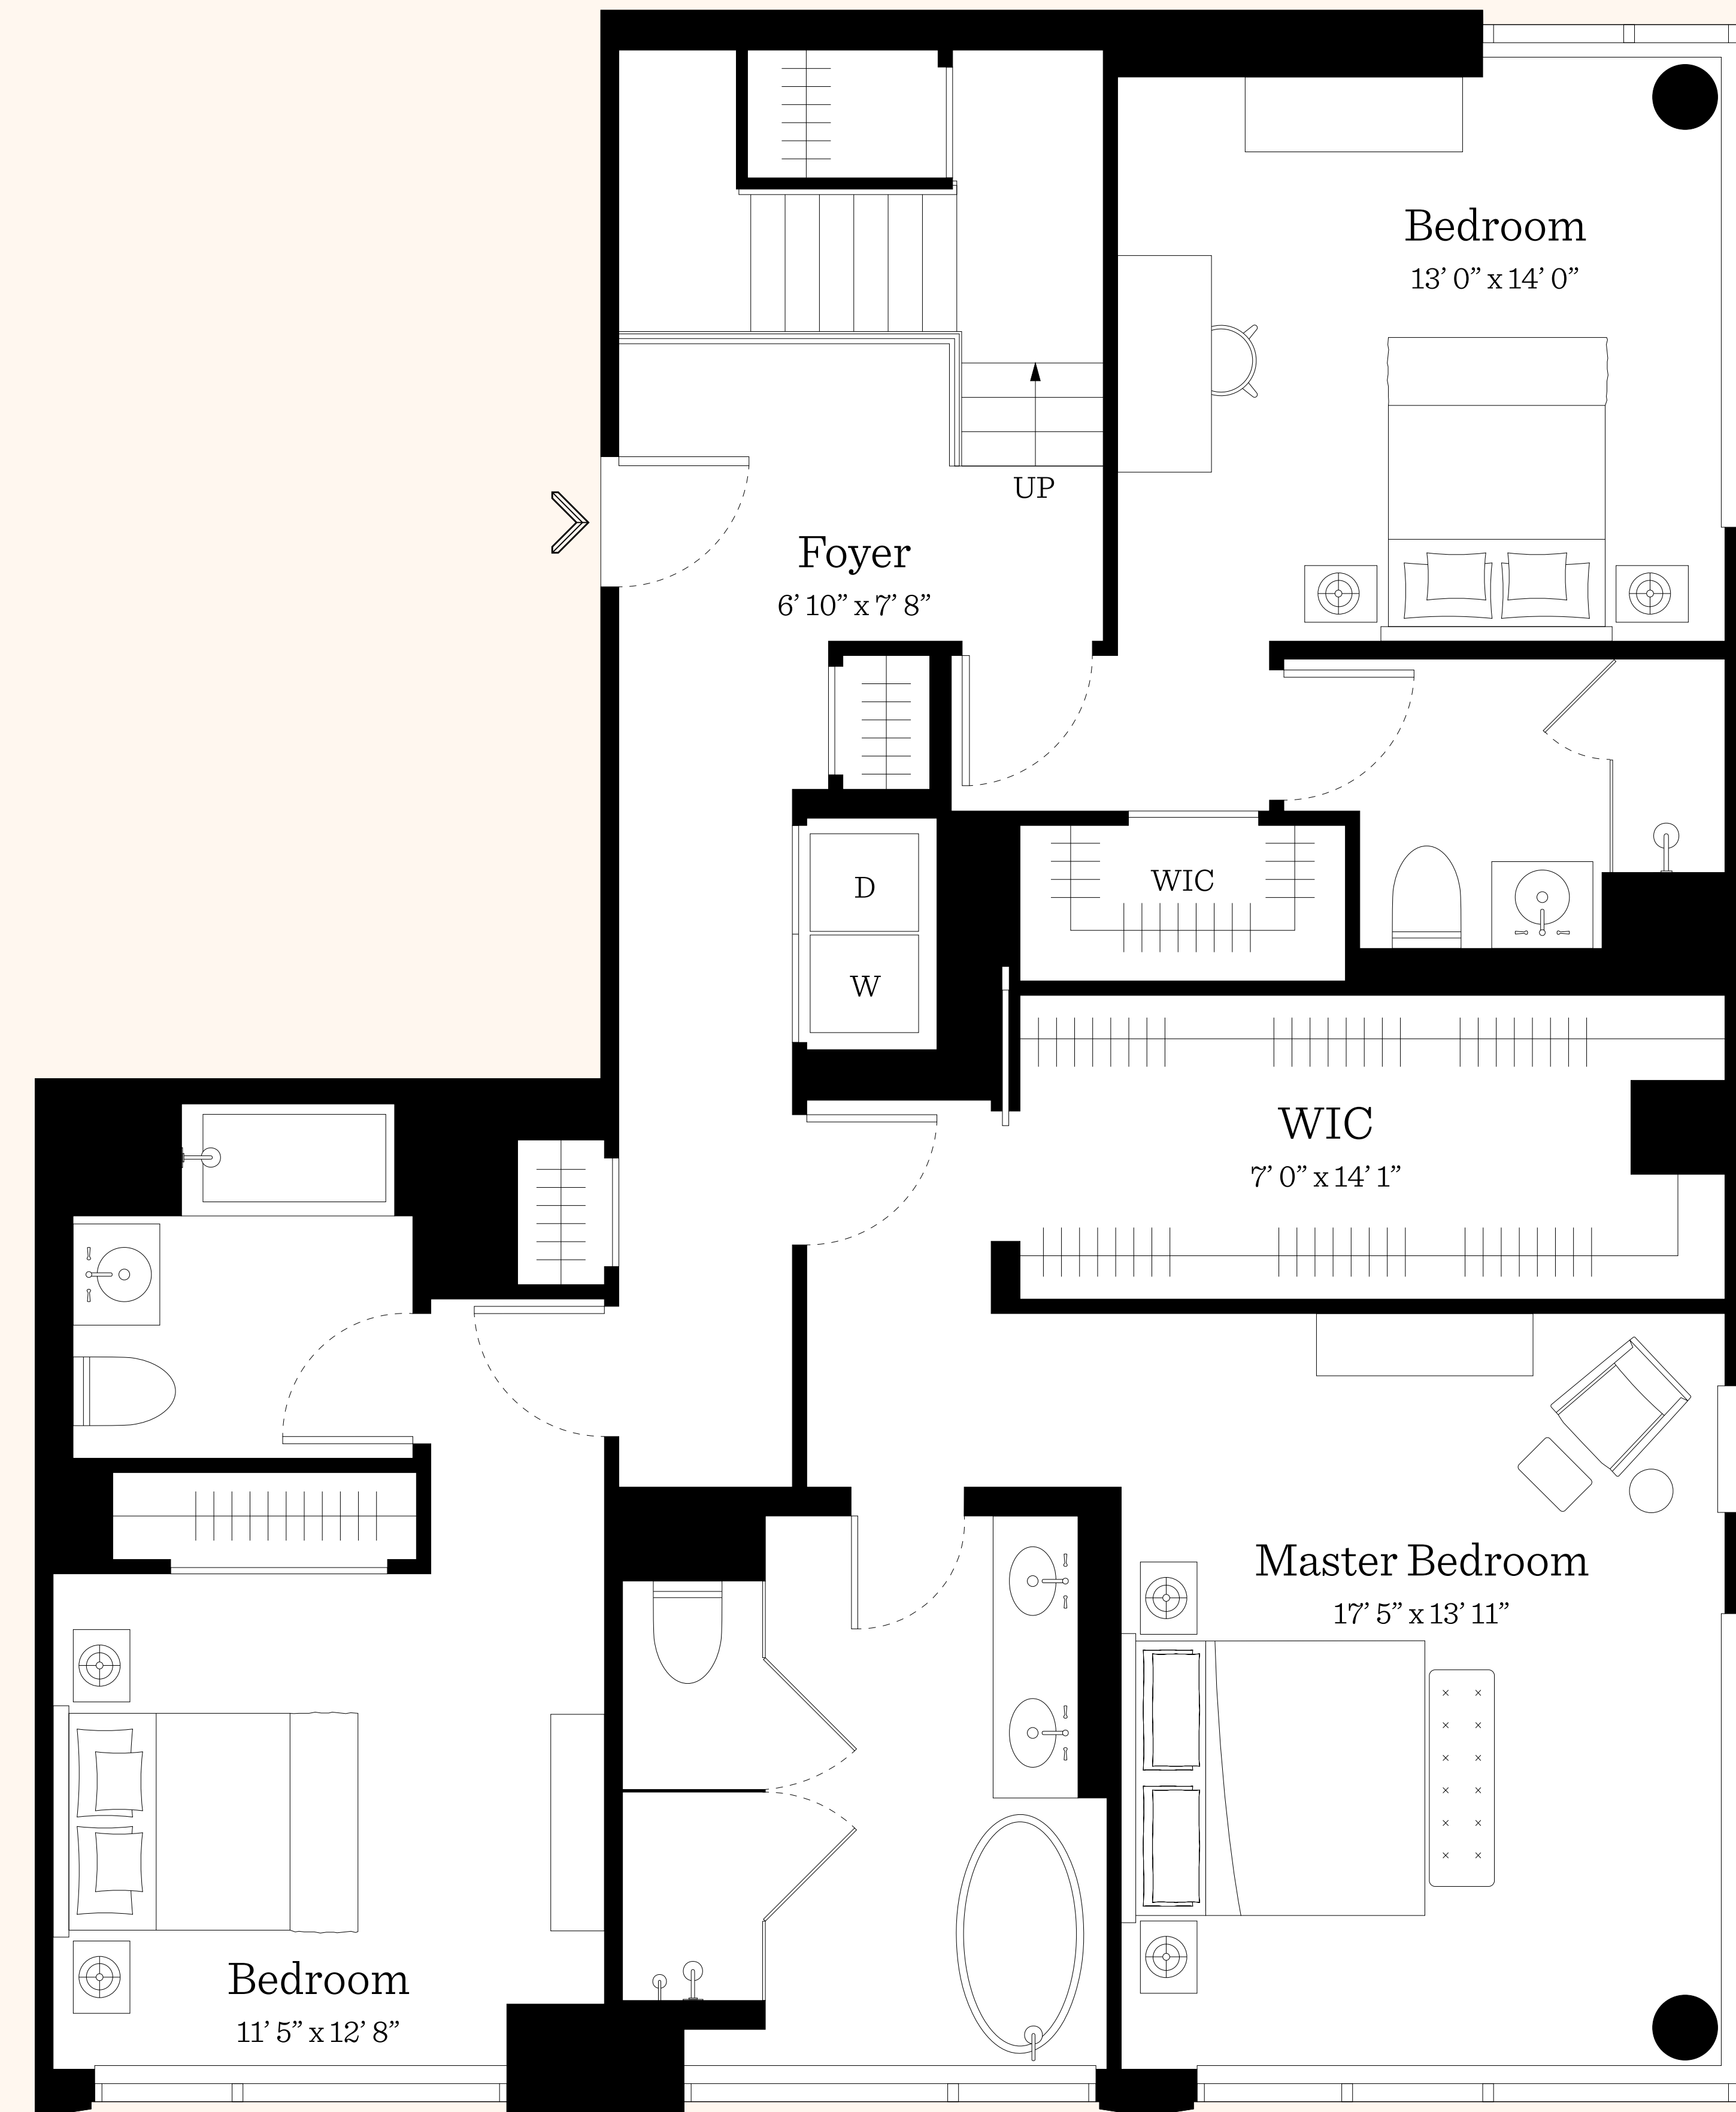 Bedroom
13’ 0” x 14’ 0”
UP
Foyer
6’ 10” x 7’ 8”
D
WIC
W
WIC
7’ 0” x 14’ 1”
Master Bedroom
17’ 5” x 13’ 11”
Bedroom
11’ 5” x 12’ 8”